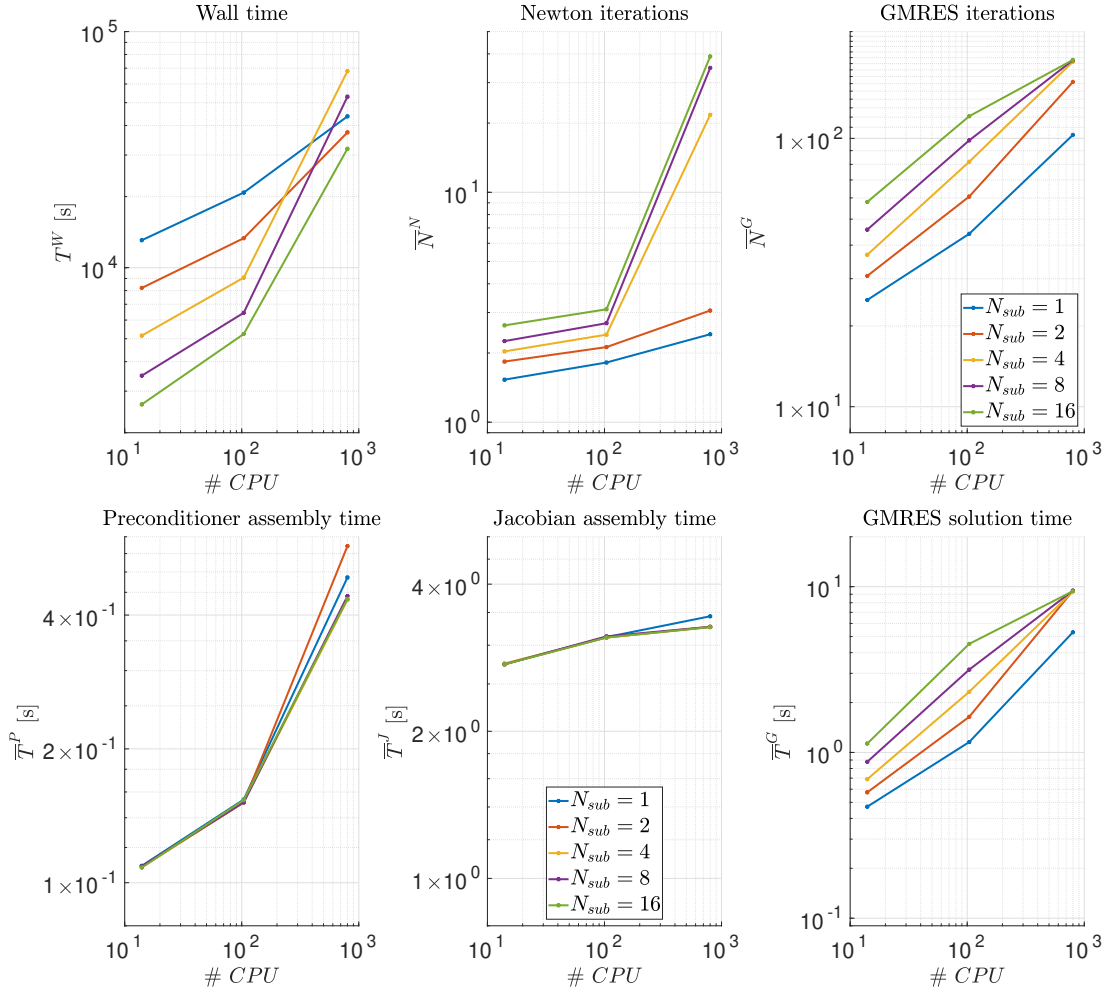 Wall time
10^5
10^4
T^W [s]
10^1
10^2
10^3
# CPU
Newton iterations
10^1
10^0
N̅^N
10^1
10^2
10^3
# CPU
GMRES iterations
1×10^2
1×10^1
N̅^G
N_sub = 1
N_sub = 2
N_sub = 4
N_sub = 8
N_sub = 16
10^1
10^2
10^3
# CPU
Preconditioner assembly time
4×10^-1
2×10^-1
1×10^-1
T̅^P [s]
10^1
10^2
10^3
# CPU
Jacobian assembly time
4×10^0
2×10^0
1×10^0
T̅^J [s]
N_sub = 1
N_sub = 2
N_sub = 4
N_sub = 8
N_sub = 16
10^1
10^2
10^3
# CPU
GMRES solution time
10^1
10^0
10^-1
T̅^G [s]
10^1
10^2
10^3
# CPU